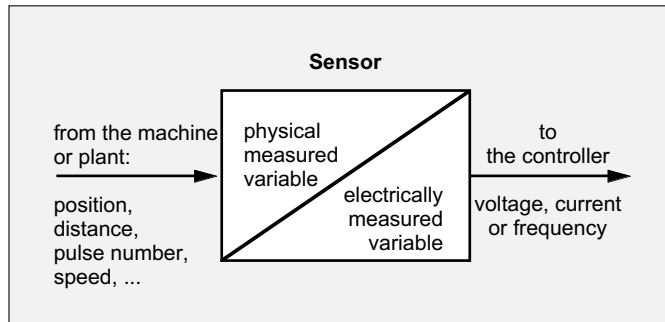 Sensor
from the machine
or plant:
position,
distance,
pulse number,
speed, ...
physical
measured
variable
electrically
measured
variable
to
the controller
voltage, current
or frequency